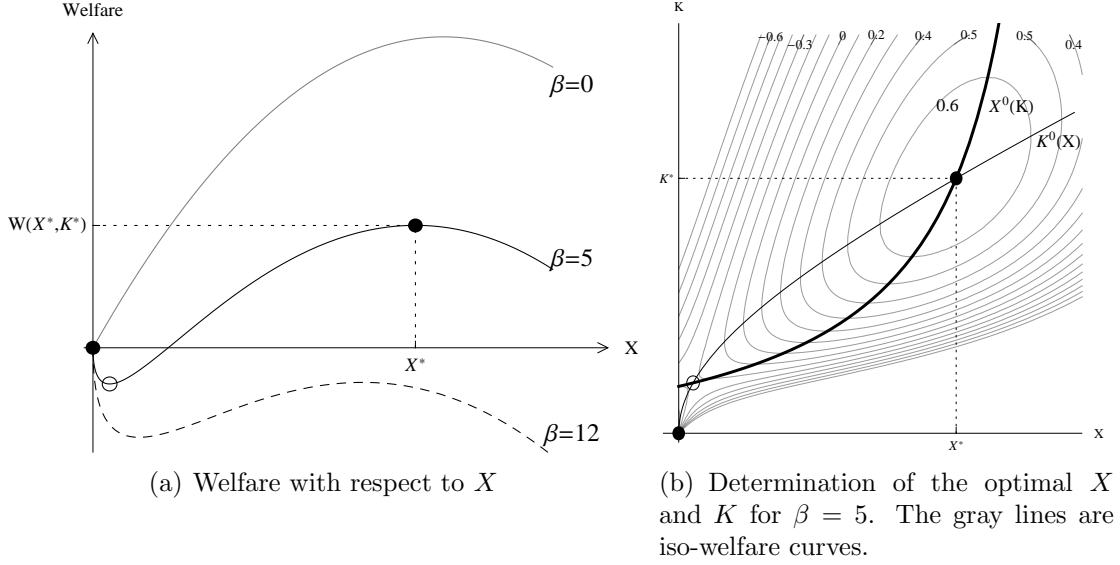 Welfare
β=0
W(X*,K*)
β=5
X
X*
β=12
(a) Welfare with respect to X
K
−0.6
−0.3
0
0.2
0.4
0.5
0.5
0.4
0.6
X⁰(K)
K⁰(X)
K*
X
X*
(b) Determination of the optimal X
and K for β = 5. The gray lines are
iso-welfare curves.